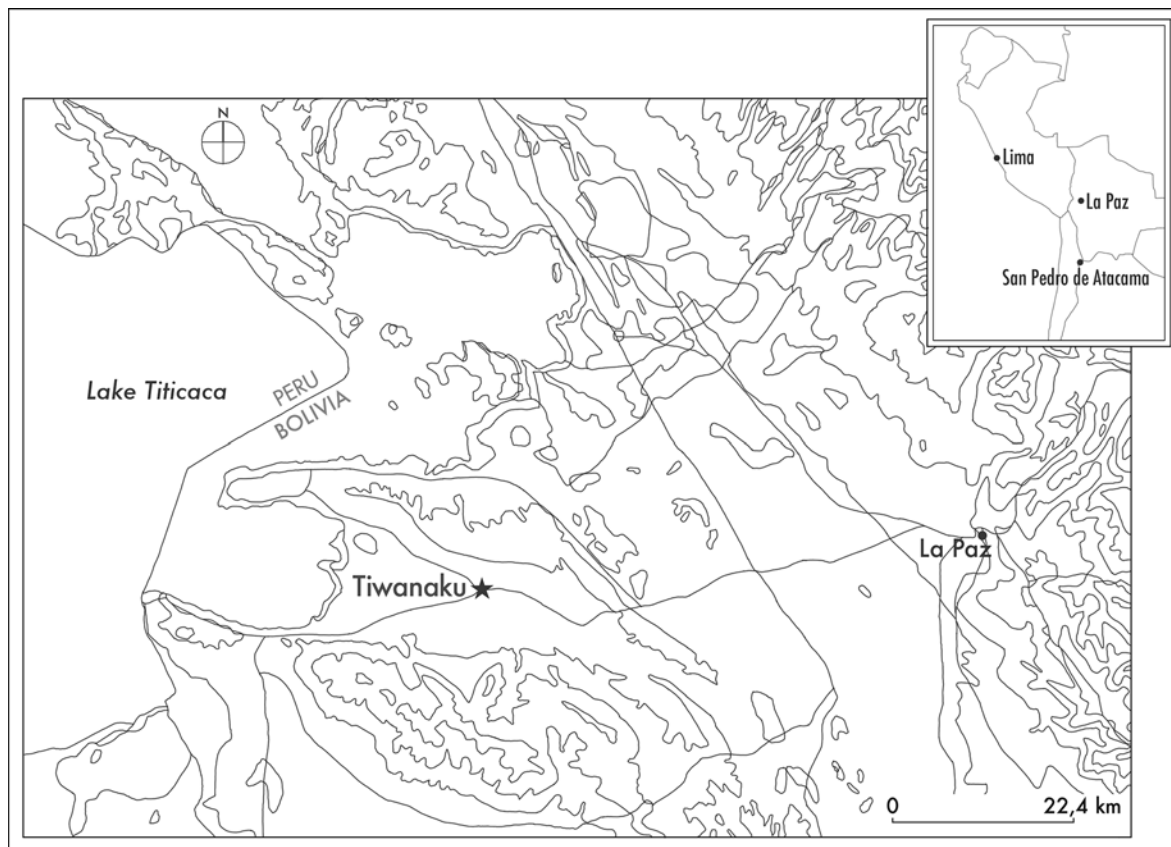 N
Lima
La Paz
San Pedro de Atacama
Lake Titicaca
PERU
BOLIVIA
La Paz
Tiwanaku
0 22,4 km